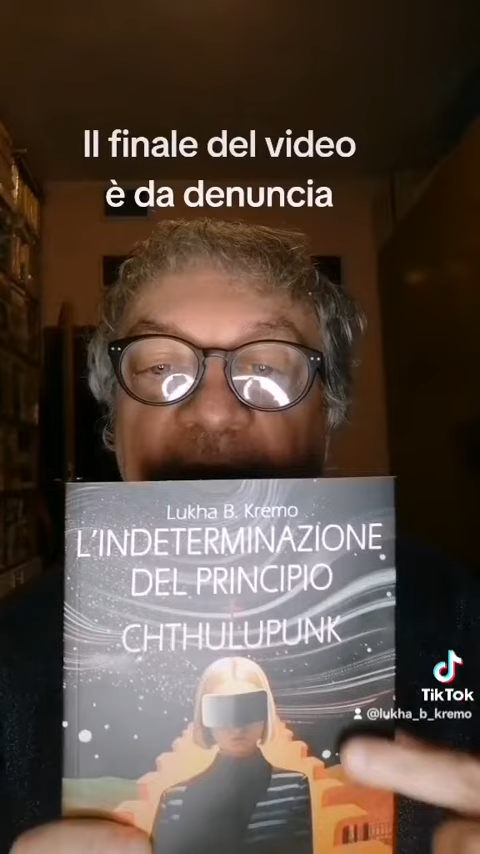 Il finale del video
è da denuncia
Lukha B. Kremo
L'INDETERMINAZIONE
DEL PRINCIPIO
CHTHULUPUNK
TikTok
@lukha_b_kremo